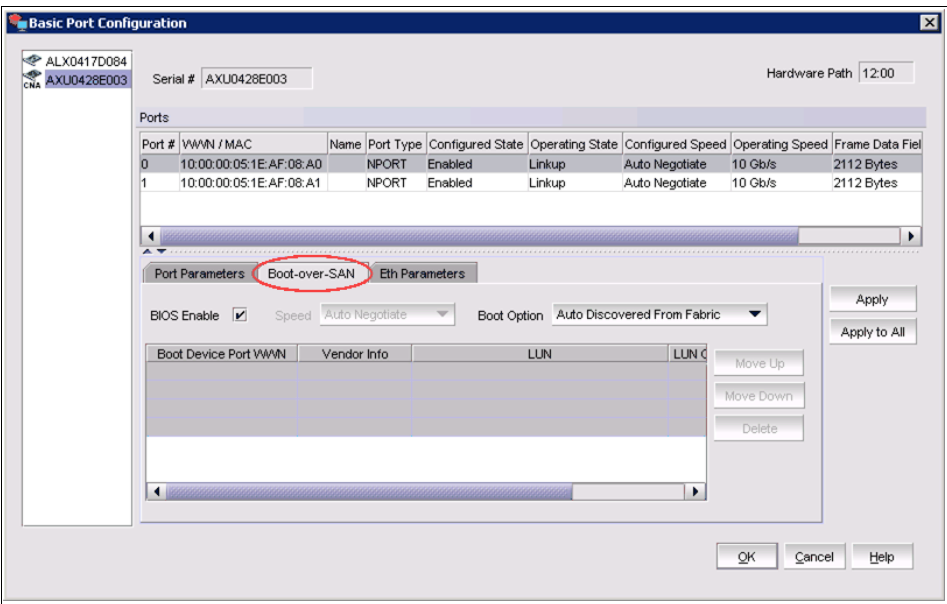 Basic Port Configuration
ALX0417D084
CNA AXU0428E003
Serial # AXU0428E003
Hardware Path 12:00
Ports
Port # WWN / MAC Name Port Type Configured State Operating State Configured Speed Operating Speed Frame Data Fiel
0 10:00:00:05:1E:AF:08:A0 NPORT Enabled Linkup Auto Negotiate 10 Gb/s 2112 Bytes
1 10:00:00:05:1E:AF:08:A1 NPORT Enabled Linkup Auto Negotiate 10 Gb/s 2112 Bytes
Port Parameters Boot-over-SAN Eth Parameters
BIOS Enable Speed Auto Negotiate Boot Option Auto Discovered From Fabric
Boot Device Port WWN Vendor Info LUN LUN C
Move Up
Move Down
Delete
Apply
Apply to All
OK Cancel Help